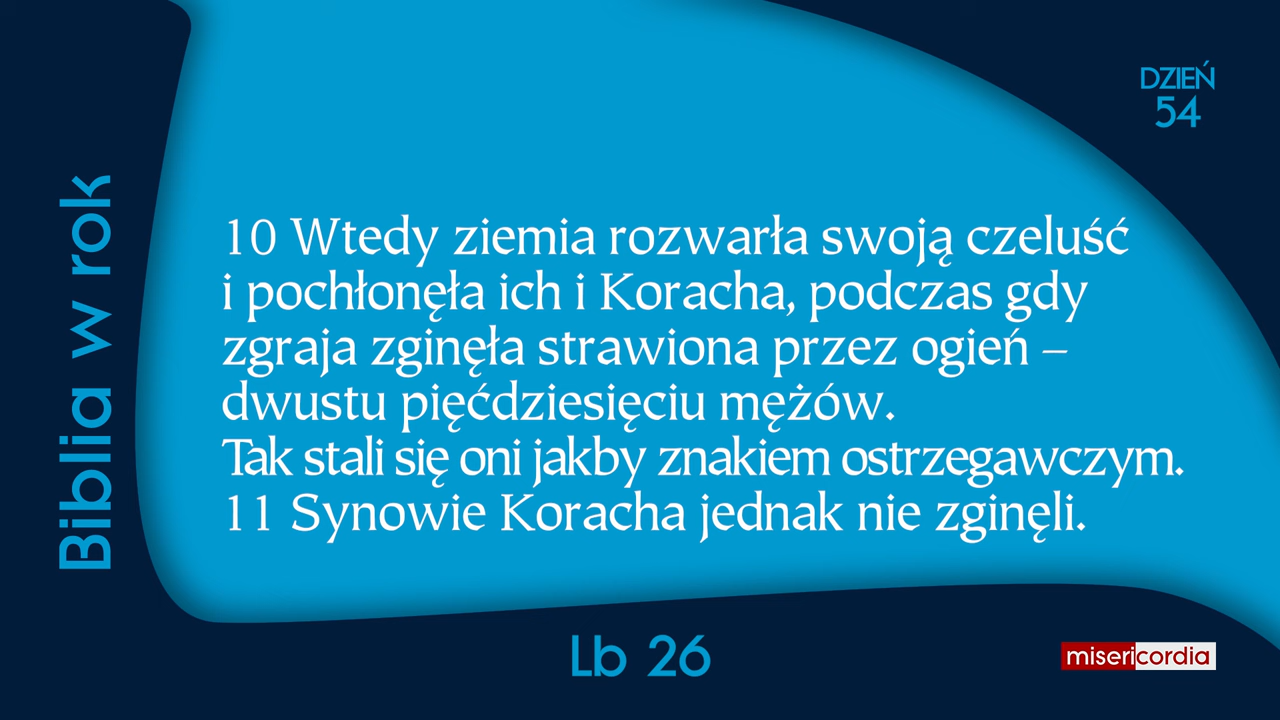 DZIEŃ
54
Biblia w rok
10 Wtedy ziemia rozwarła swoją czeluść
i pochłonęła ich i Koracha, podczas gdy
zgraja zginęła strawiona przez ogień –
dwustu pięćdziesięciu mężów.
Tak stali się oni jakby znakiem ostrzegawczym.
11 Synowie Koracha jednak nie zginęli.
Lb 26
misericordia